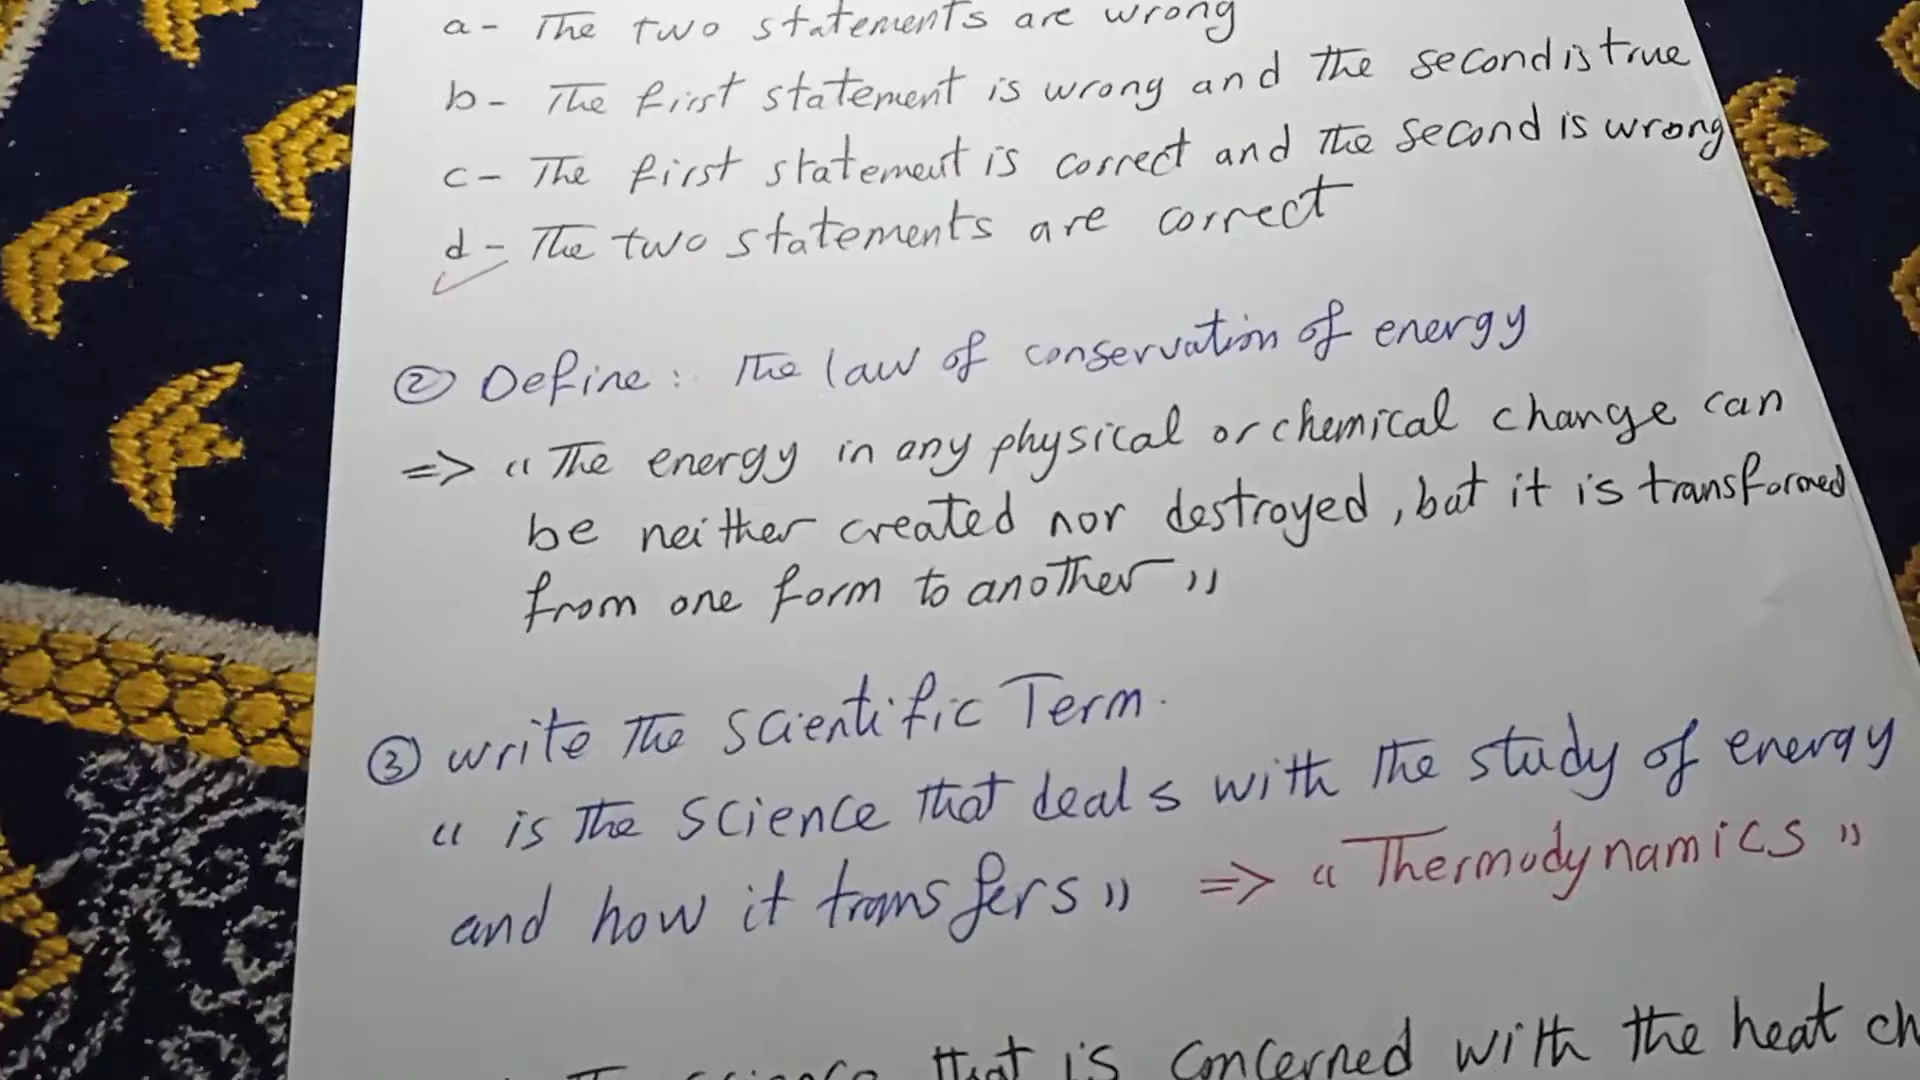 a- The two statements are wrong
b- The first statement is wrong and the second is true
c- The first statement is correct and the second is wrong
d- The two statements are correct
② Define: The law of conservation of energy
=> "The energy in any physical or chemical change can
be neither created nor destroyed, but it is transformed
from one form to another"
③ Write the scientific Term.
"is the science that deals with the study of energy
and how it transfers" => "Thermodynamics"
science that is concerned with the heat ch